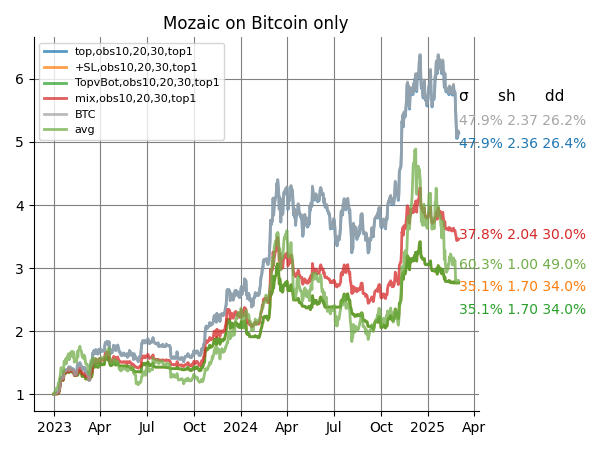 Mozaic on Bitcoin only
top,obs10,20,30,top1
+SL,obs10,20,30,top1
TopvBot,obs10,20,30,top1
mix,obs10,20,30,top1
BTC
avg
σ sh dd
47.9% 2.37 26.2%
47.9% 2.36 26.4%
37.8% 2.04 30.0%
60.3% 1.00 49.0%
35.1% 1.70 34.0%
35.1% 1.70 34.0%
6
5
4
3
2
1
2023 Apr Jul Oct 2024 Apr Jul Oct 2025 Apr